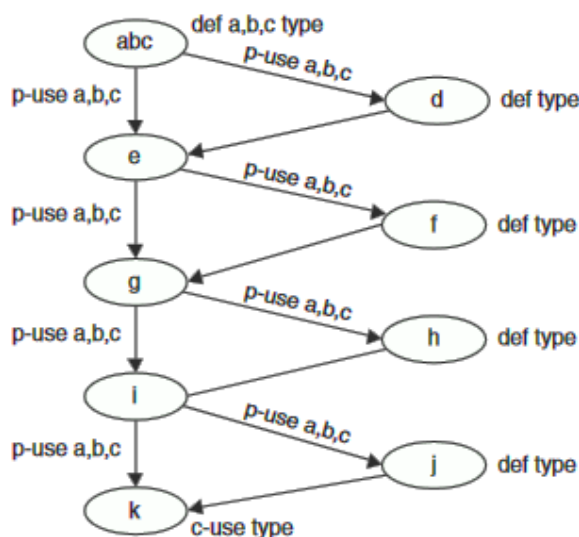 def a,b,c type
abc
p-use a,b,c
p-use a,b,c
d
def type
e
p-use a,b,c
p-use a,b,c
f
def type
g
p-use a,b,c
p-use a,b,c
h
def type
i
p-use a,b,c
p-use a,b,c
j
def type
k
c-use type